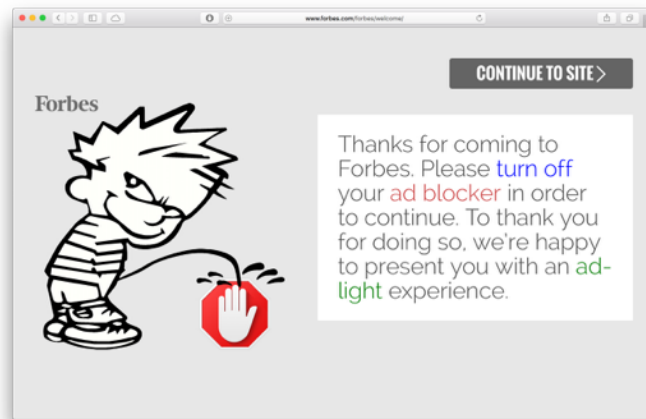 www.forbes.com/forbes/welcome/
CONTINUE TO SITE >
Forbes
Thanks for coming to
Forbes. Please turn off
your ad blocker in order
to continue. To thank you
for doing so, we're happy
to present you with an ad-
light experience.